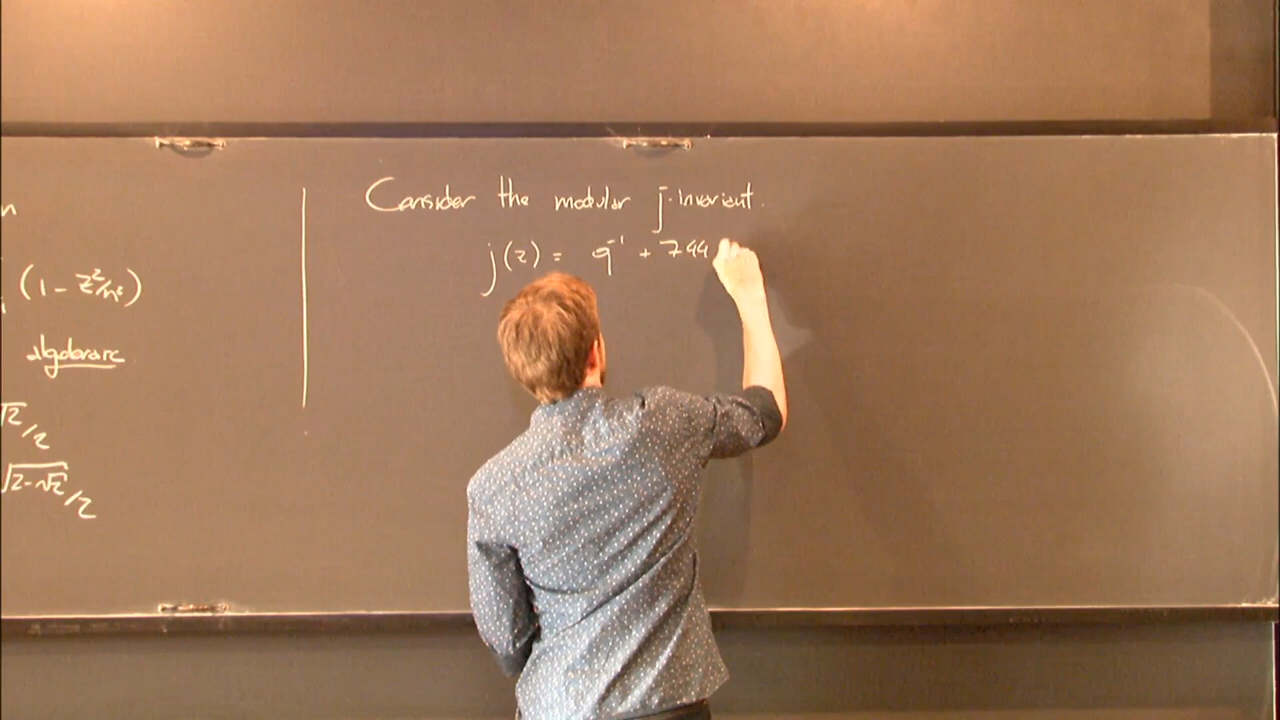 n
(1 - z²/n²)
algebraic
√2/2
√2-√2/2
Consider the modular j-invariant.
j(z) = q⁻¹ + 744